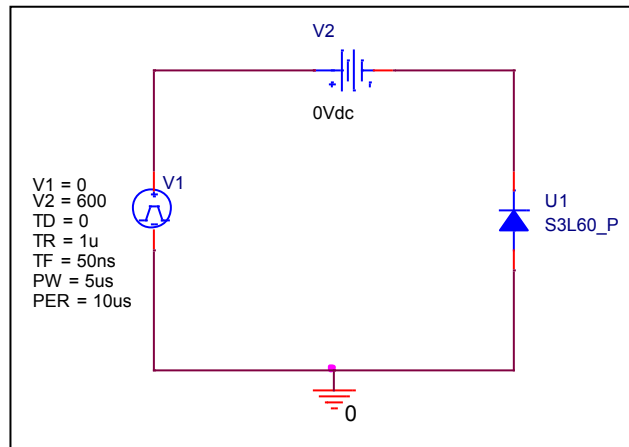 V2
0Vdc
V1
V1 = 0
V2 = 600
TD = 0
TR = 1u
TF = 50ns
PW = 5us
PER = 10us
U1
S3L60_P
0